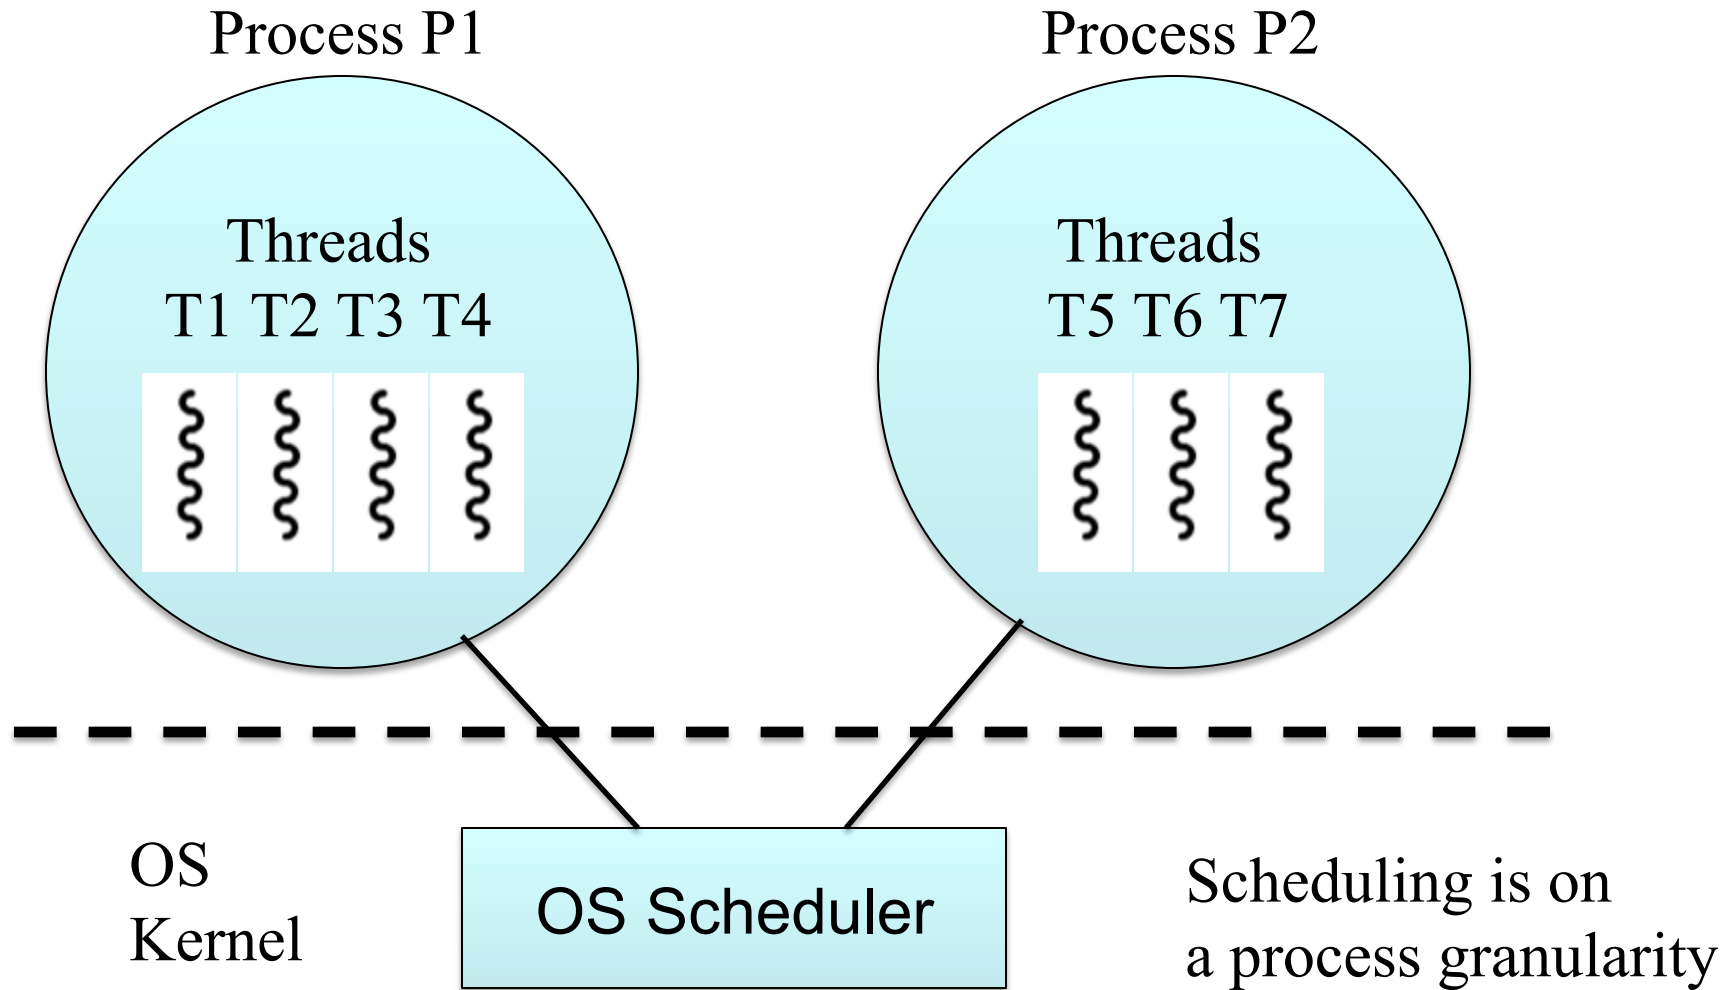 Process P1
Process P2
Threads
T1 T2 T3 T4
Threads
T5 T6 T7
OS
Kernel
OS Scheduler
Scheduling is on
a process granularity